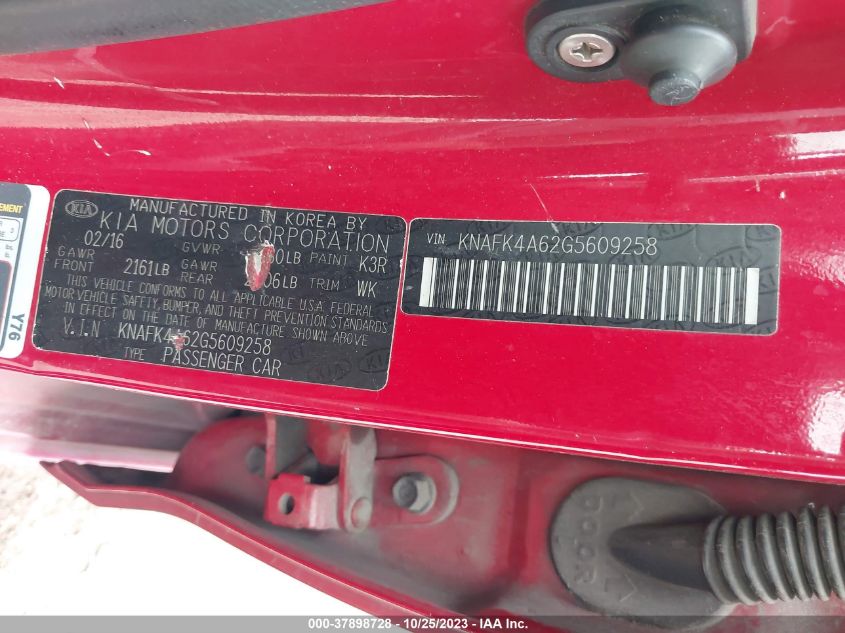 EMENT
Y76
KIA
MANUFACTURED IN KOREA BY
KIA MOTORS CORPORATION
02/16 GVWR 0LB PAINT K3R
GAWR FRONT 2161LB GAWR REAR 06LB TRIM WK
THIS VEHICLE CONFORMS TO ALL APPLICABLE U.S.A. FEDERAL
MOTOR VEHICLE SAFETY, BUMPER, AND THEFT PREVENTION STANDARDS
IN EFFECT ON THE DATE OF MANUFACTURE SHOWN ABOVE
V.I.N KNAFK4A62G5609258
TYPE PASSENGER CAR
VIN KNAFK4A62G5609258
000-37898728 - 10/25/2023 - IAA Inc.